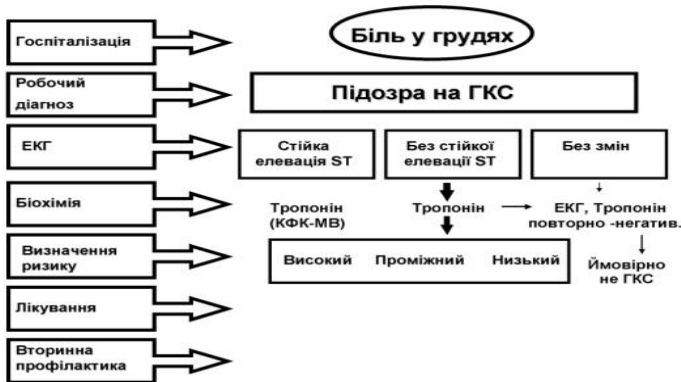 Госпіталізація
Біль у грудях
Робочий
діагноз
Підозра на ГКС
ЕКГ
Стійка
елевація ST
Без стійкої
елевації ST
Без змін
Біохімія
Тропонін
(КФК-МВ)
Тропонін
ЕКГ, Тропонін
повторно -негатив.
Визначення
ризику
Високий Проміжний Низький
Ймовірно
не ГКС
Лікування
Вторинна
профілактика